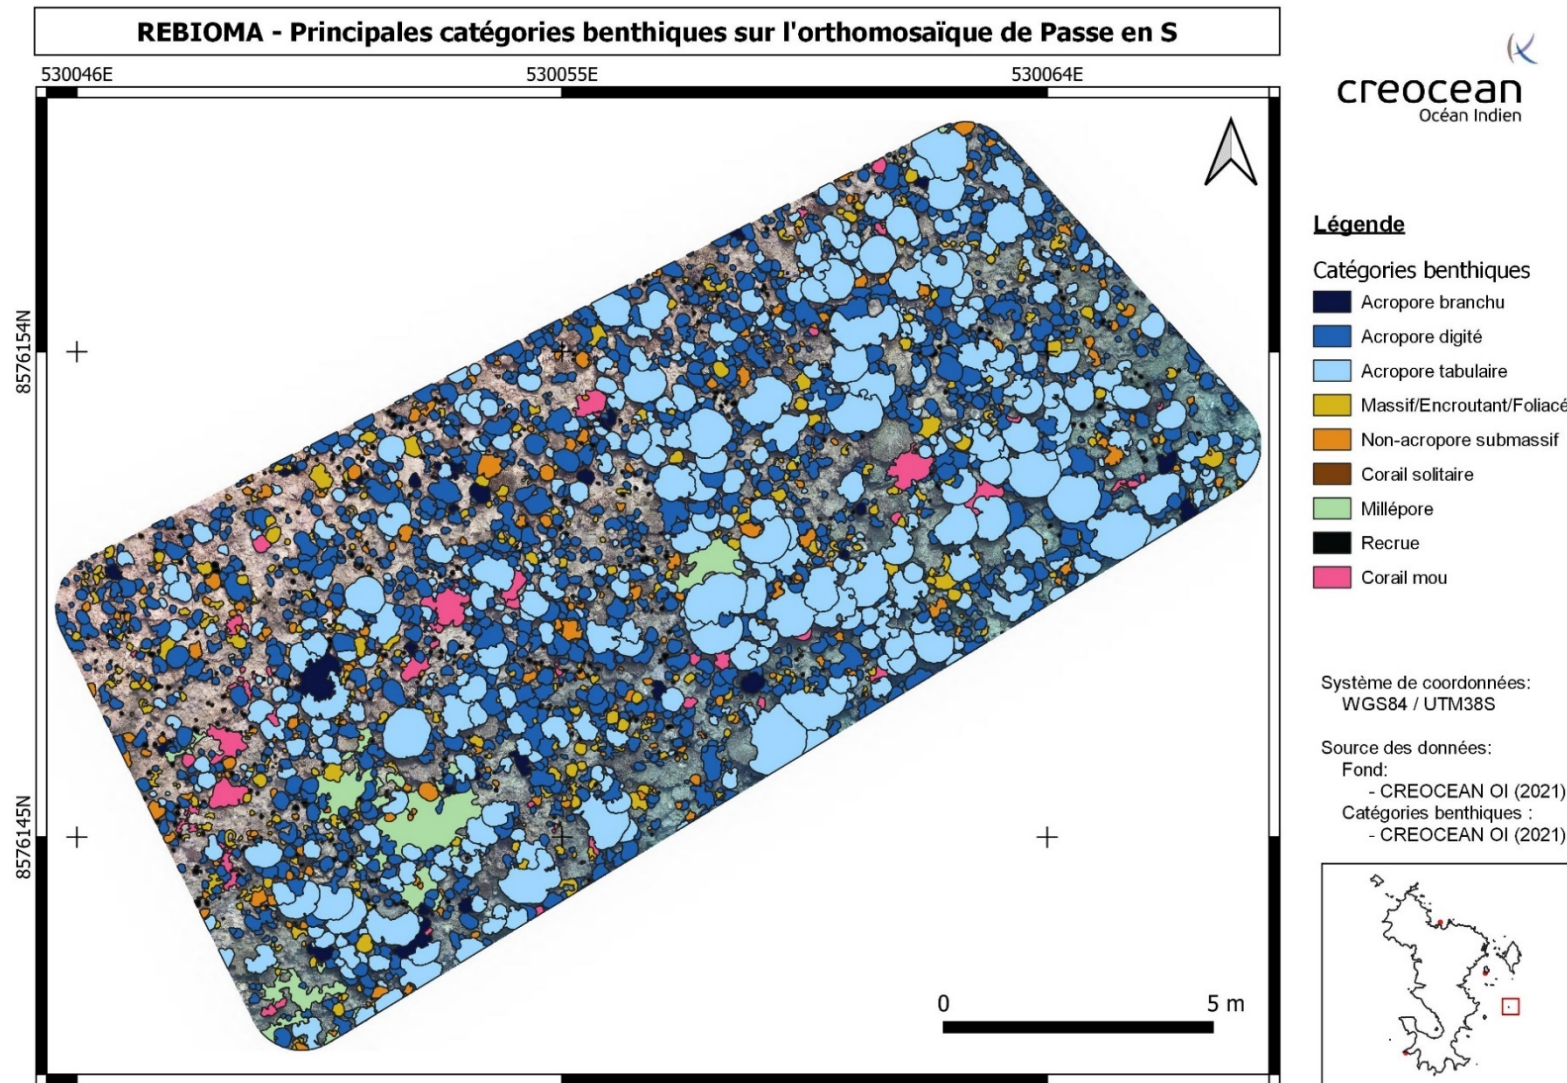 REBIOMA - Principales catégories benthiques sur l'orthomosaïque de Passe en S
530046E
530055E
530064E
8576154N
8576145N
0
5 m
creocean
Océan Indien
Légende
Catégories benthiques
Acropore branchu
Acropore digité
Acropore tabulaire
Massif/Encroutant/Foliacé
Non-acropore submassif
Corail solitaire
Millépore
Recrue
Corail mou
Système de coordonnées:
WGS84 / UTM38S
Source des données:
Fond:
- CREOCEAN OI (2021)
Catégories benthiques :
- CREOCEAN OI (2021)